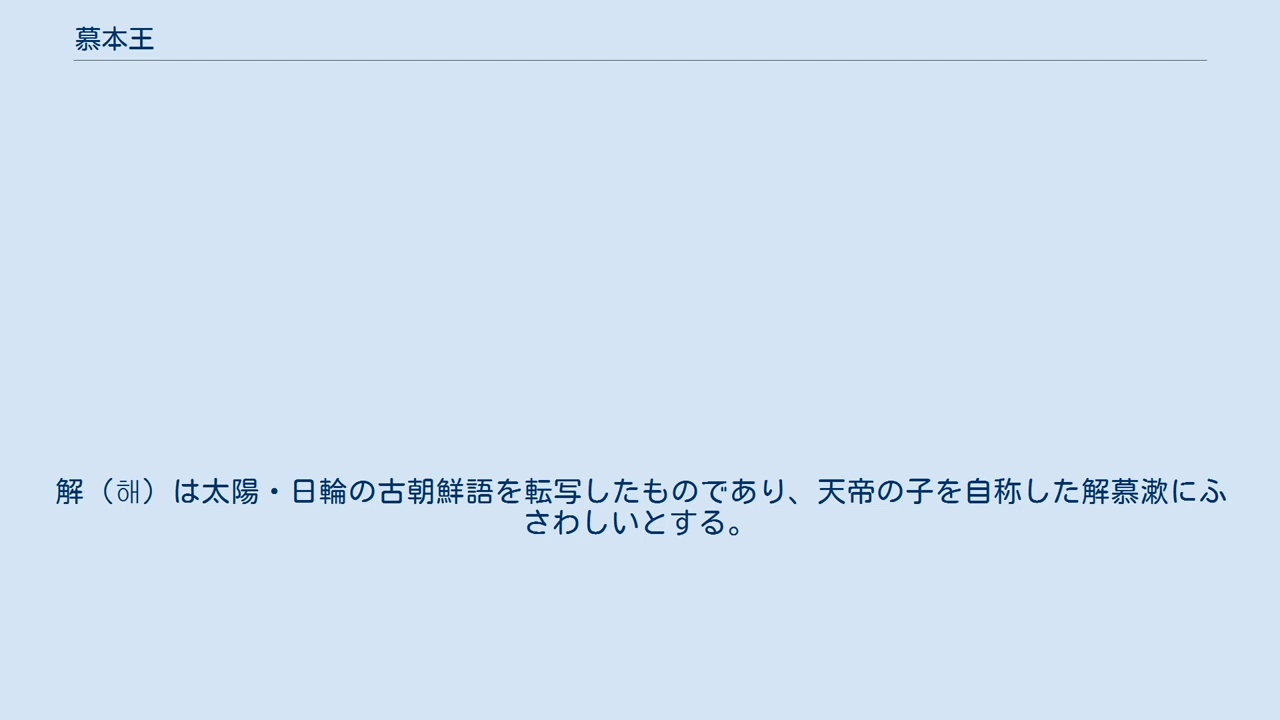 慕本王
解（해）は太陽・日輪の古朝鮮語を転写したものであり、天帝の子を自称した解慕漱にふ
さわしいとする。